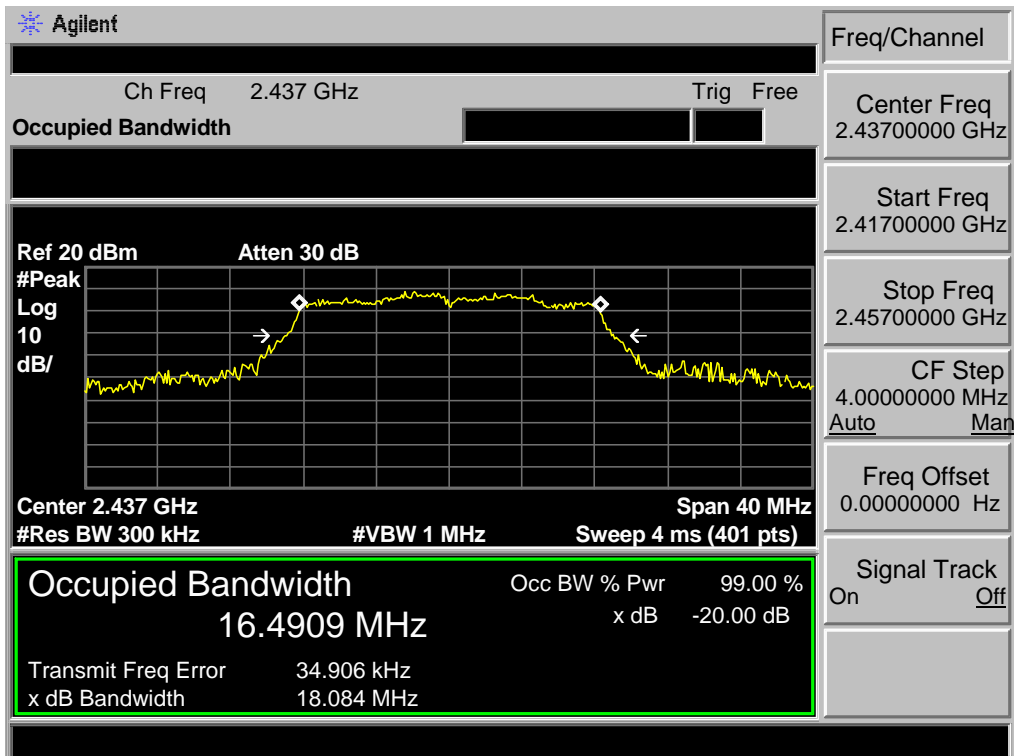 Agilent
Freq/Channel
Ch Freq 2.437 GHz Trig Free
Occupied Bandwidth
Center Freq
2.43700000 GHz
Start Freq
2.41700000 GHz
Stop Freq
2.45700000 GHz
CF Step
4.00000000 MHz
Auto Man
Freq Offset
0.00000000 Hz
Signal Track
On Off
Ref 20 dBm Atten 30 dB
#Peak
Log
10
dB/
Center 2.437 GHz Span 40 MHz
#Res BW 300 kHz #VBW 1 MHz Sweep 4 ms (401 pts)
Occupied Bandwidth Occ BW % Pwr 99.00 %
16.4909 MHz x dB -20.00 dB
Transmit Freq Error 34.906 kHz
x dB Bandwidth 18.084 MHz